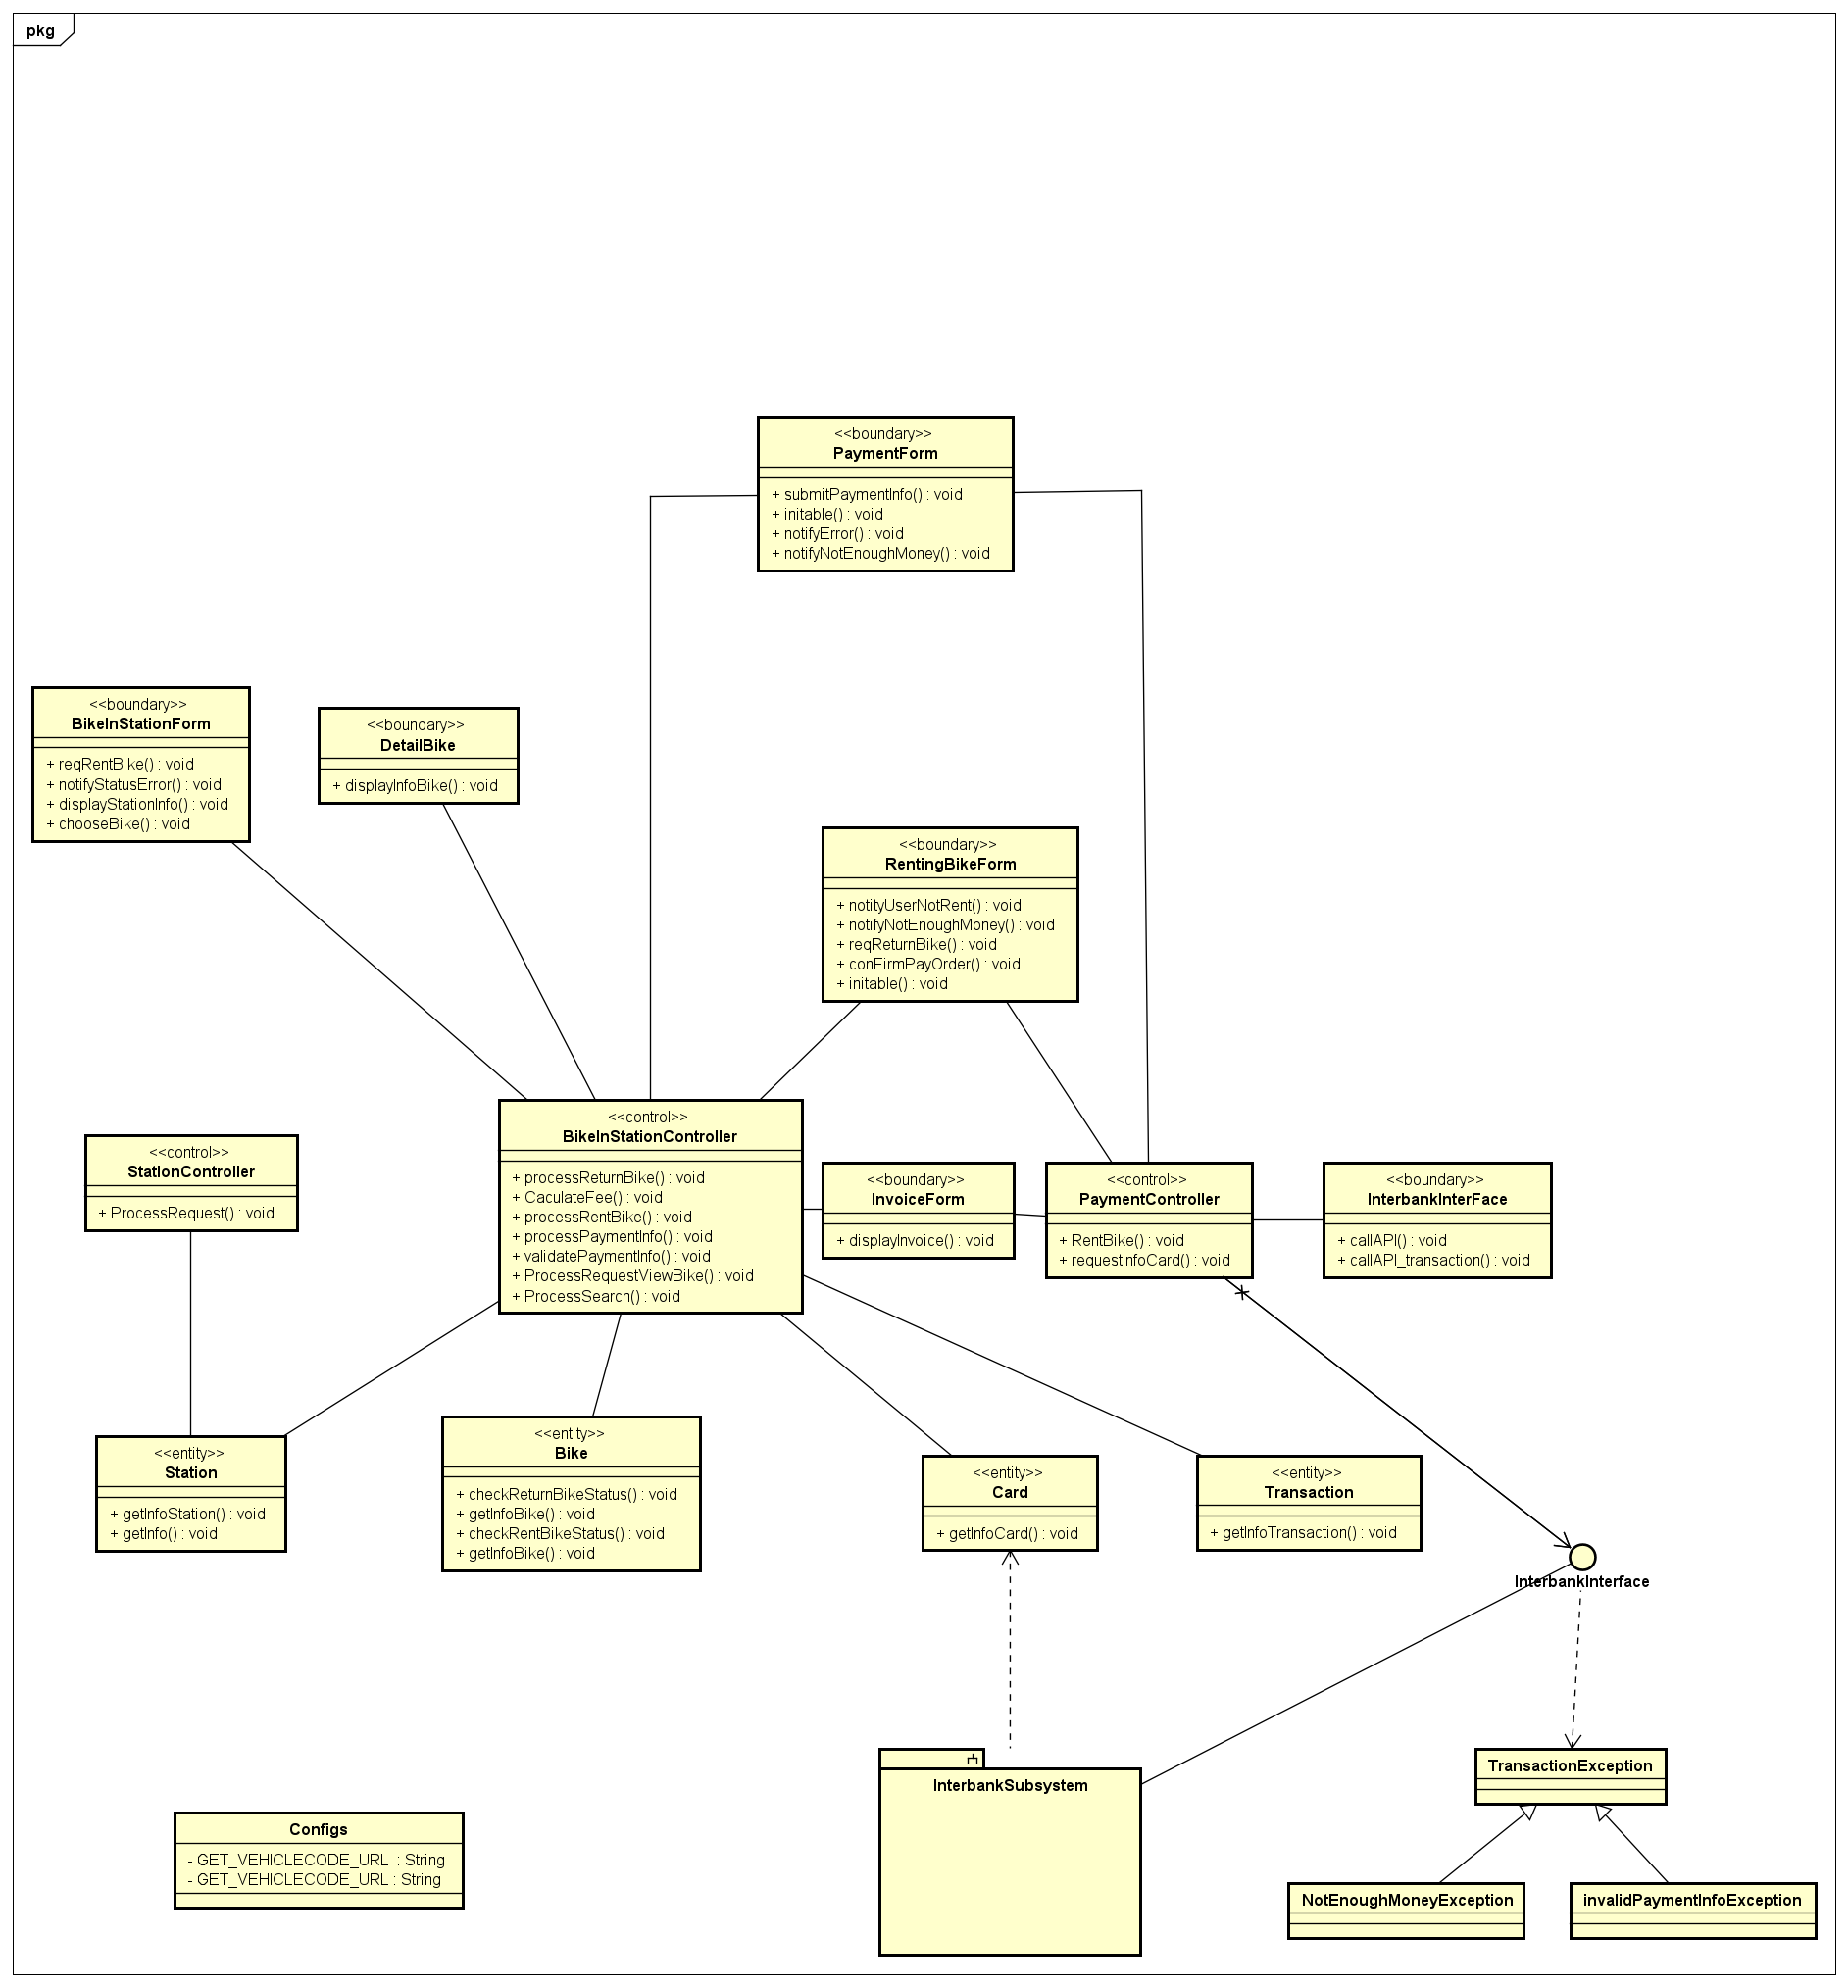 pkg
<<boundary>>
PaymentForm
+ submitPaymentInfo() : void
+ initable() : void
+ notifyError() : void
+ notifyNotEnoughMoney() : void
<<boundary>>
BikeInStationForm
+ reqRentBike() : void
+ notifyStatusError() : void
+ displayStationInfo() : void
+ chooseBike() : void
<<boundary>>
DetailBike
+ displayInfoBike() : void
<<boundary>>
RentingBikeForm
+ notityUserNotRent() : void
+ notifyNotEnoughMoney() : void
+ reqReturnBike() : void
+ conFirmPayOrder() : void
+ initable() : void
<<control>>
StationController
+ ProcessRequest() : void
<<control>>
BikeInStationController
+ processReturnBike() : void
+ CaculateFee() : void
+ processRentBike() : void
+ processPaymentInfo() : void
+ validatePaymentInfo() : void
+ ProcessRequestViewBike() : void
+ ProcessSearch() : void
<<boundary>>
InvoiceForm
+ displayInvoice() : void
<<control>>
PaymentController
+ RentBike() : void
+ requestInfoCard() : void
<<boundary>>
InterbankInterFace
+ callAPI() : void
+ callAPI_transaction() : void
<<entity>>
Station
+ getInfoStation() : void
+ getInfo() : void
<<entity>>
Bike
+ checkReturnBikeStatus() : void
+ getInfoBike() : void
+ checkRentBikeStatus() : void
+ getInfoBike() : void
<<entity>>
Card
+ getInfoCard() : void
<<entity>>
Transaction
+ getInfoTransaction() : void
InterbankInterface
InterbankSubsystem
TransactionException
Configs
- GET_VEHICLECODE_URL  : String
- GET_VEHICLECODE_URL : String
NotEnoughMoneyException
invalidPaymentInfoException